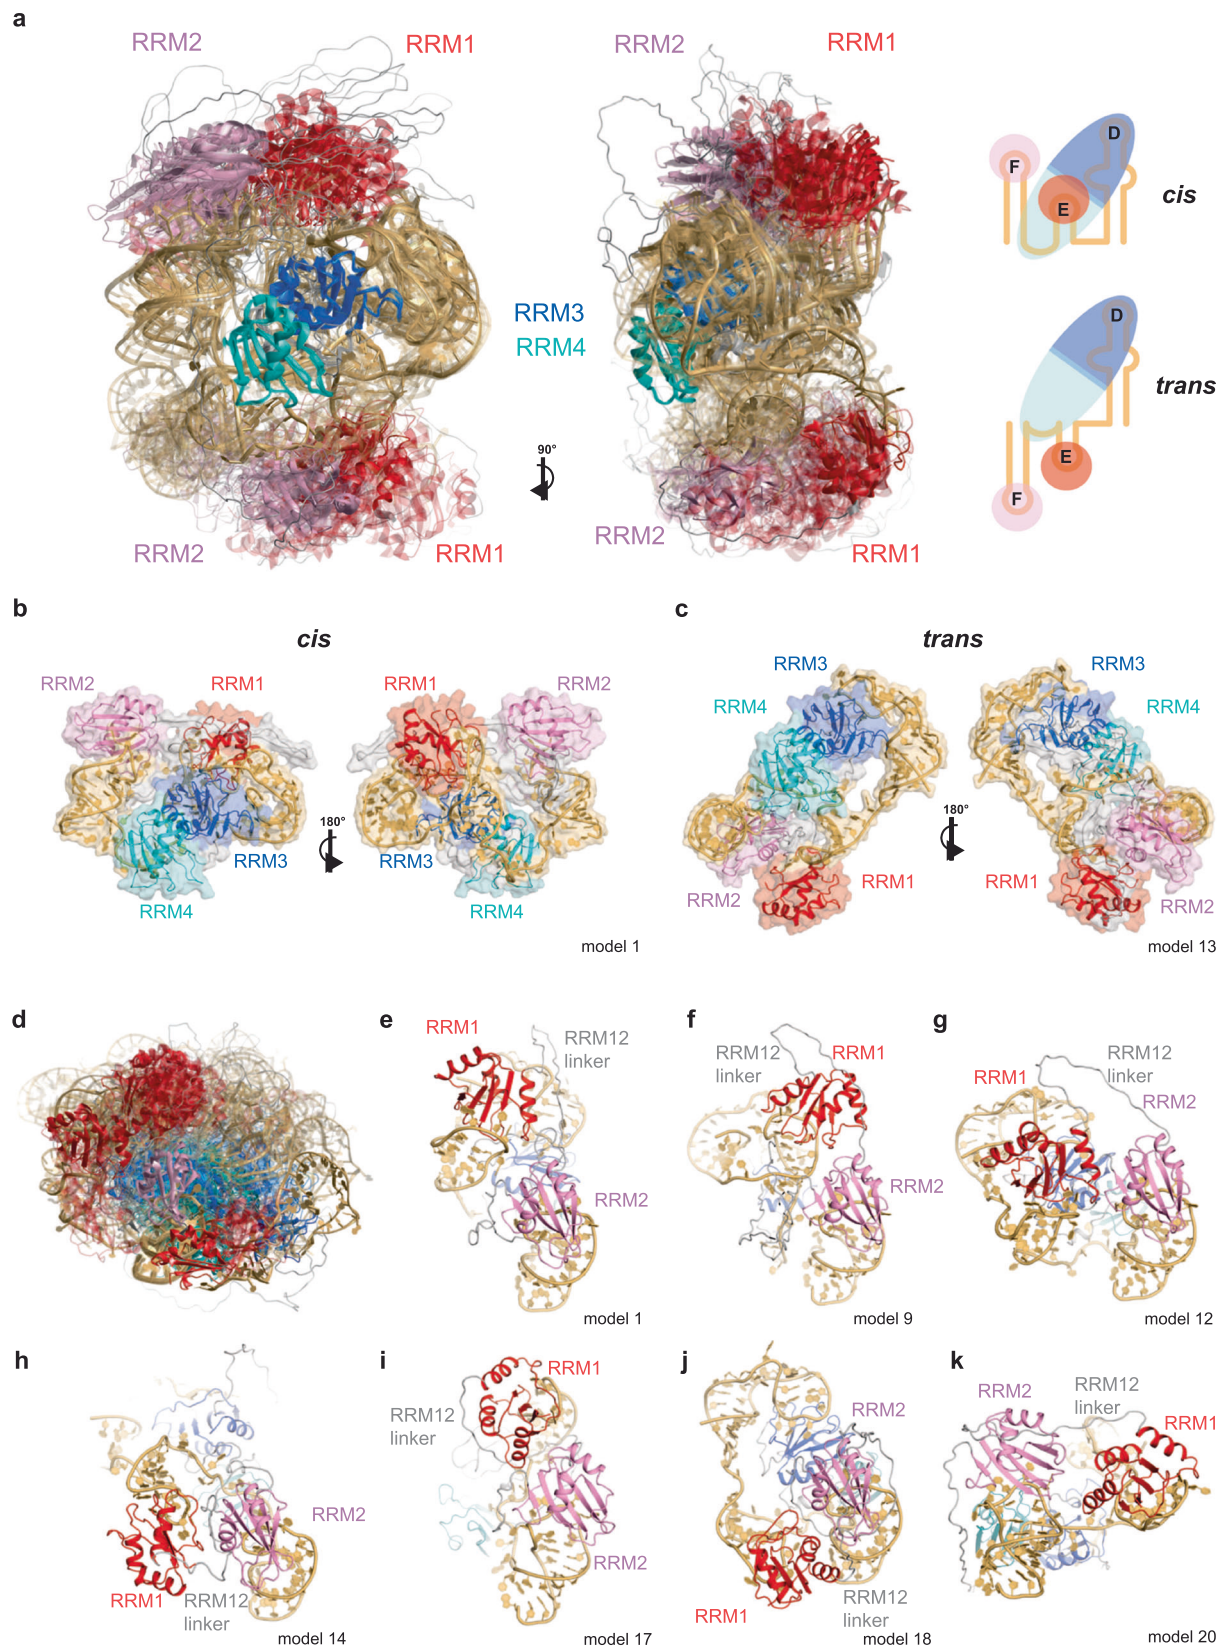 a
RRM2
RRM1
RRM2
RRM1
D
F
E
cis
RRM3
RRM4
D
trans
E
F
90°
RRM2
RRM1
RRM2
RRM1
b
cis
RRM2
RRM1
RRM1
RRM2
180°
RRM3
RRM3
RRM4
RRM4
model 1
c
trans
RRM3
RRM3
RRM4
RRM4
180°
RRM1
RRM1
RRM2
RRM2
model 13
d
e
RRM1
RRM12
linker
RRM2
model 1
f
RRM12
linker
RRM1
RRM2
model 9
g
RRM12
linker
RRM1
RRM2
model 12
h
RRM2
RRM1
RRM12
linker
model 14
i
RRM1
RRM12
linker
RRM2
model 17
j
RRM2
RRM1
RRM12
linker
model 18
k
RRM2
RRM12
linker
RRM1
model 20